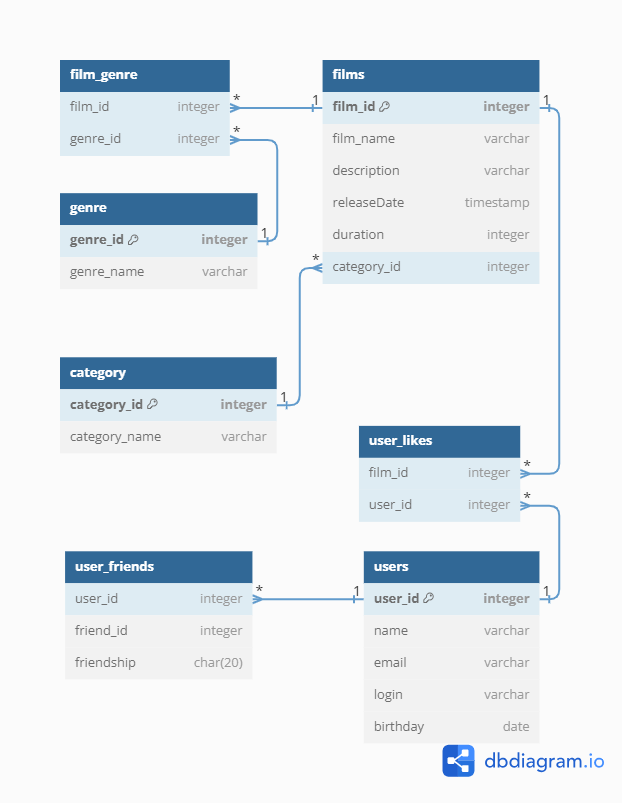 film_genre
film_id integer
genre_id integer
* 1
*
films
film_id integer
film_name varchar
description varchar
releaseDate timestamp
duration integer
category_id integer
1
genre
genre_id integer
genre_name varchar
1
*
category
category_id integer
category_name varchar
1
user_likes
film_id integer
user_id integer
*
*
user_friends
user_id integer
friend_id integer
friendship char(20)
* 1
users
user_id integer
name varchar
email varchar
login varchar
birthday date
1
dbdiagram.io